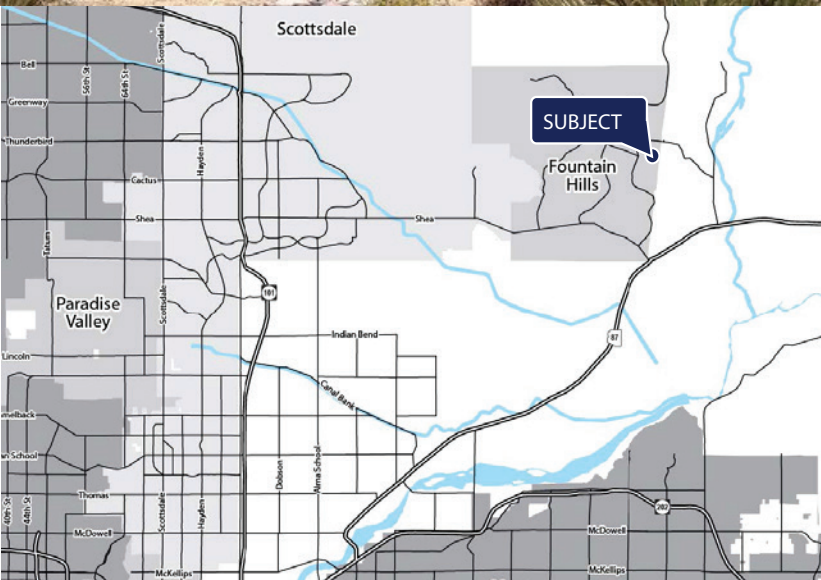 Scottsdale
Bell
56th St
64th St
Scottsdale
Greenway
SUBJECT
Thunderbird
Hayden
Fountain
Hills
Cactus
Shea
Shea
Tatum
Paradise
Valley
Scottsdale
101
Indian Bend
87
Lincoln
Canal Bank
melback
an School
Dobson
Alma School
Thomas
40th St
44th St
Scottsdale
Hayden
202
McDowell
McDowell
McKellips
McKellips